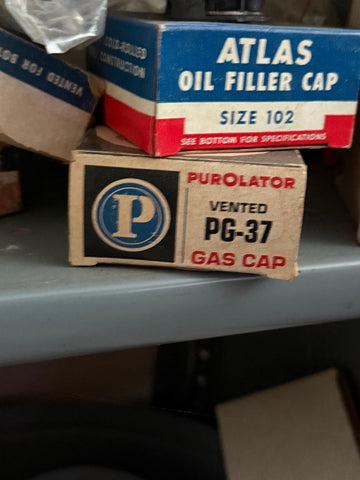 COLD-ROLLED
CONSTRUCTION
VENTED FOR
ATLAS
OIL FILLER CAP
SIZE 102
SEE BOTTOM FOR SPECIFICATIONS
P
PUROLATOR
VENTED
PG-37
GAS CAP